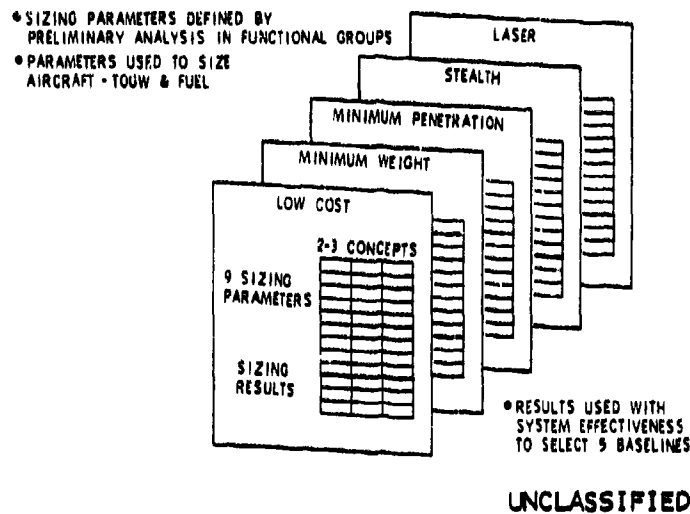 • SIZING PARAMETERS DEFINED BY
PRELIMINARY ANALYSIS IN FUNCTIONAL GROUPS
• PARAMETERS USED TO SIZE
AIRCRAFT - TOGW & FUEL
LASER
STEALTH
MINIMUM PENETRATION
MINIMUM WEIGHT
LOW COST
2-3 CONCEPTS
9 SIZING
PARAMETERS
SIZING
RESULTS
• RESULTS USED WITH
SYSTEM EFFECTIVENESS
TO SELECT 5 BASELINES
UNCLASSIFIED